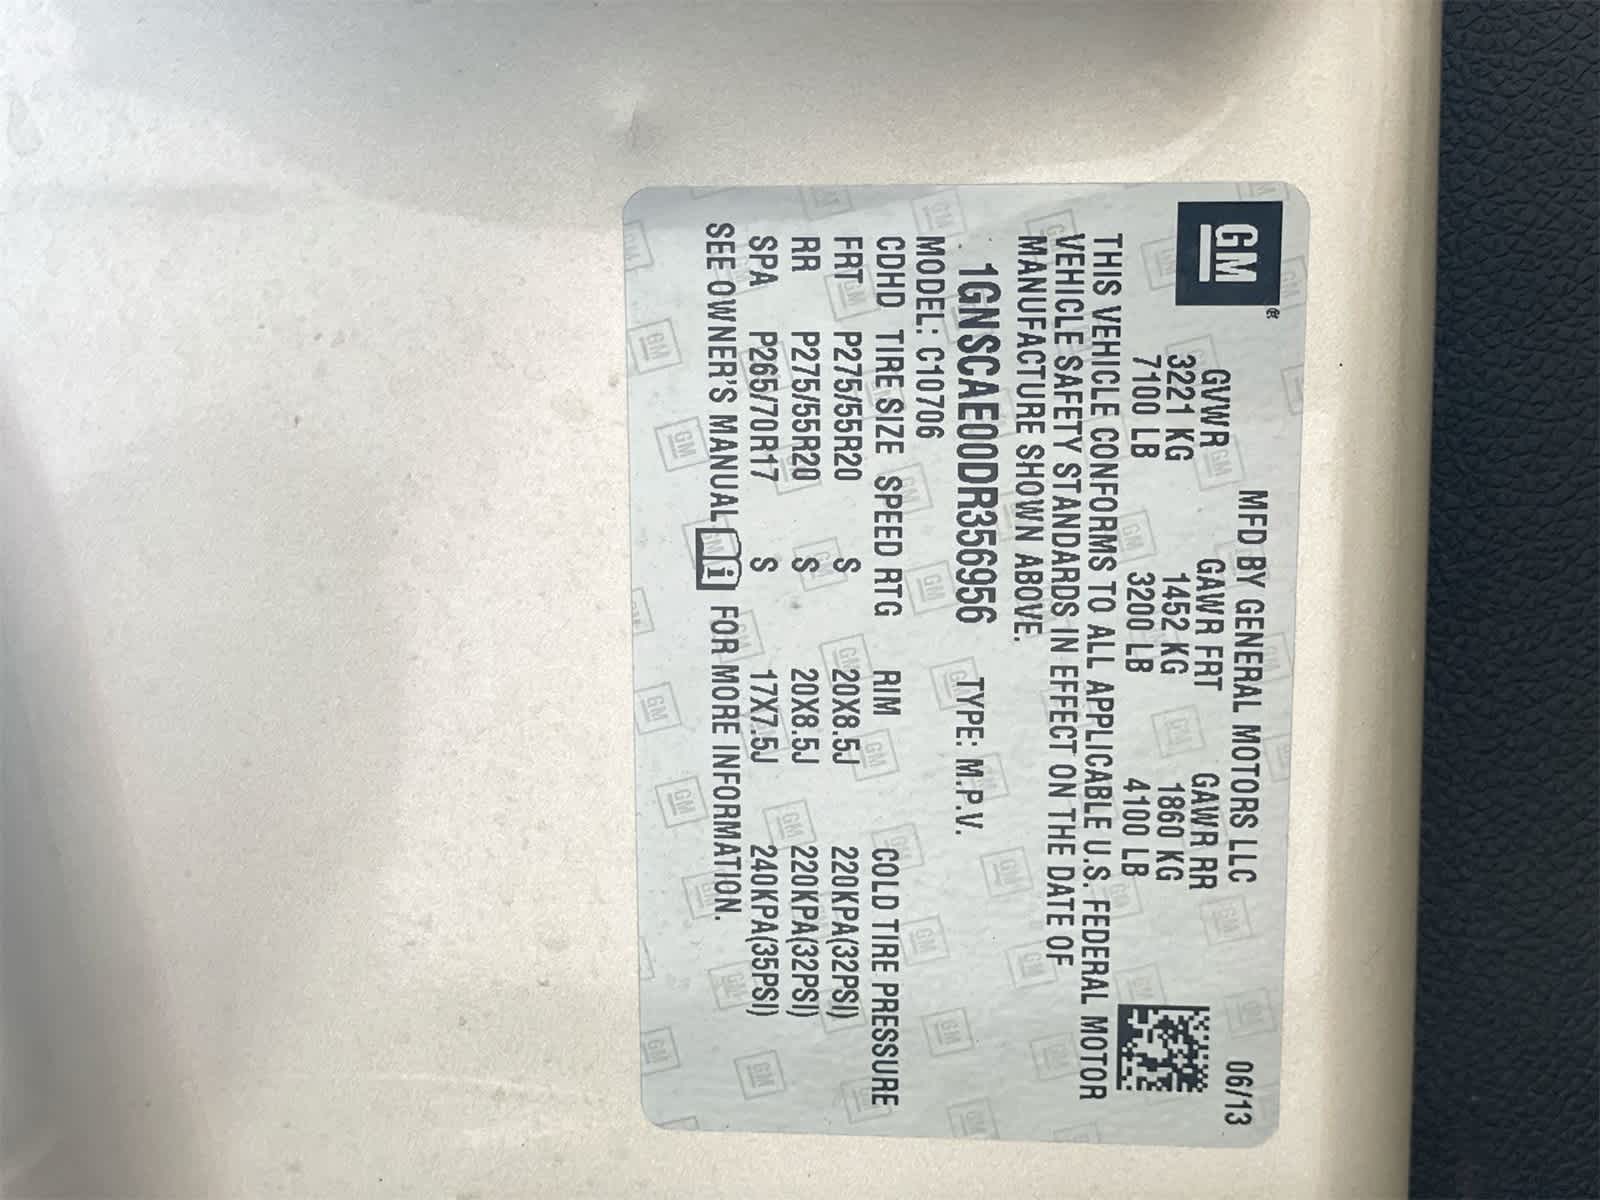 GM
MFD BY GENERAL MOTORS LLC 06/13
GVWR GAWR FRT GAWR RR
3221 KG 1452 KG 1860 KG
7100 LB 3200 LB 4100 LB
THIS VEHICLE CONFORMS TO ALL APPLICABLE U.S. FEDERAL MOTOR
VEHICLE SAFETY STANDARDS IN EFFECT ON THE DATE OF
MANUFACTURE SHOWN ABOVE.
1GNSCAE00DR356956 TYPE: M.P.V.
MODEL: C10706
CDHD TIRE SIZE SPEED RTG RIM COLD TIRE PRESSURE
FRT P275/55R20 S 20X8.5J 220KPA(32PSI)
RR P275/55R20 S 20X8.5J 220KPA(32PSI)
SPA P265/70R17 S 17X7.5J 240KPA(35PSI)
SEE OWNER'S MANUAL i FOR MORE INFORMATION.